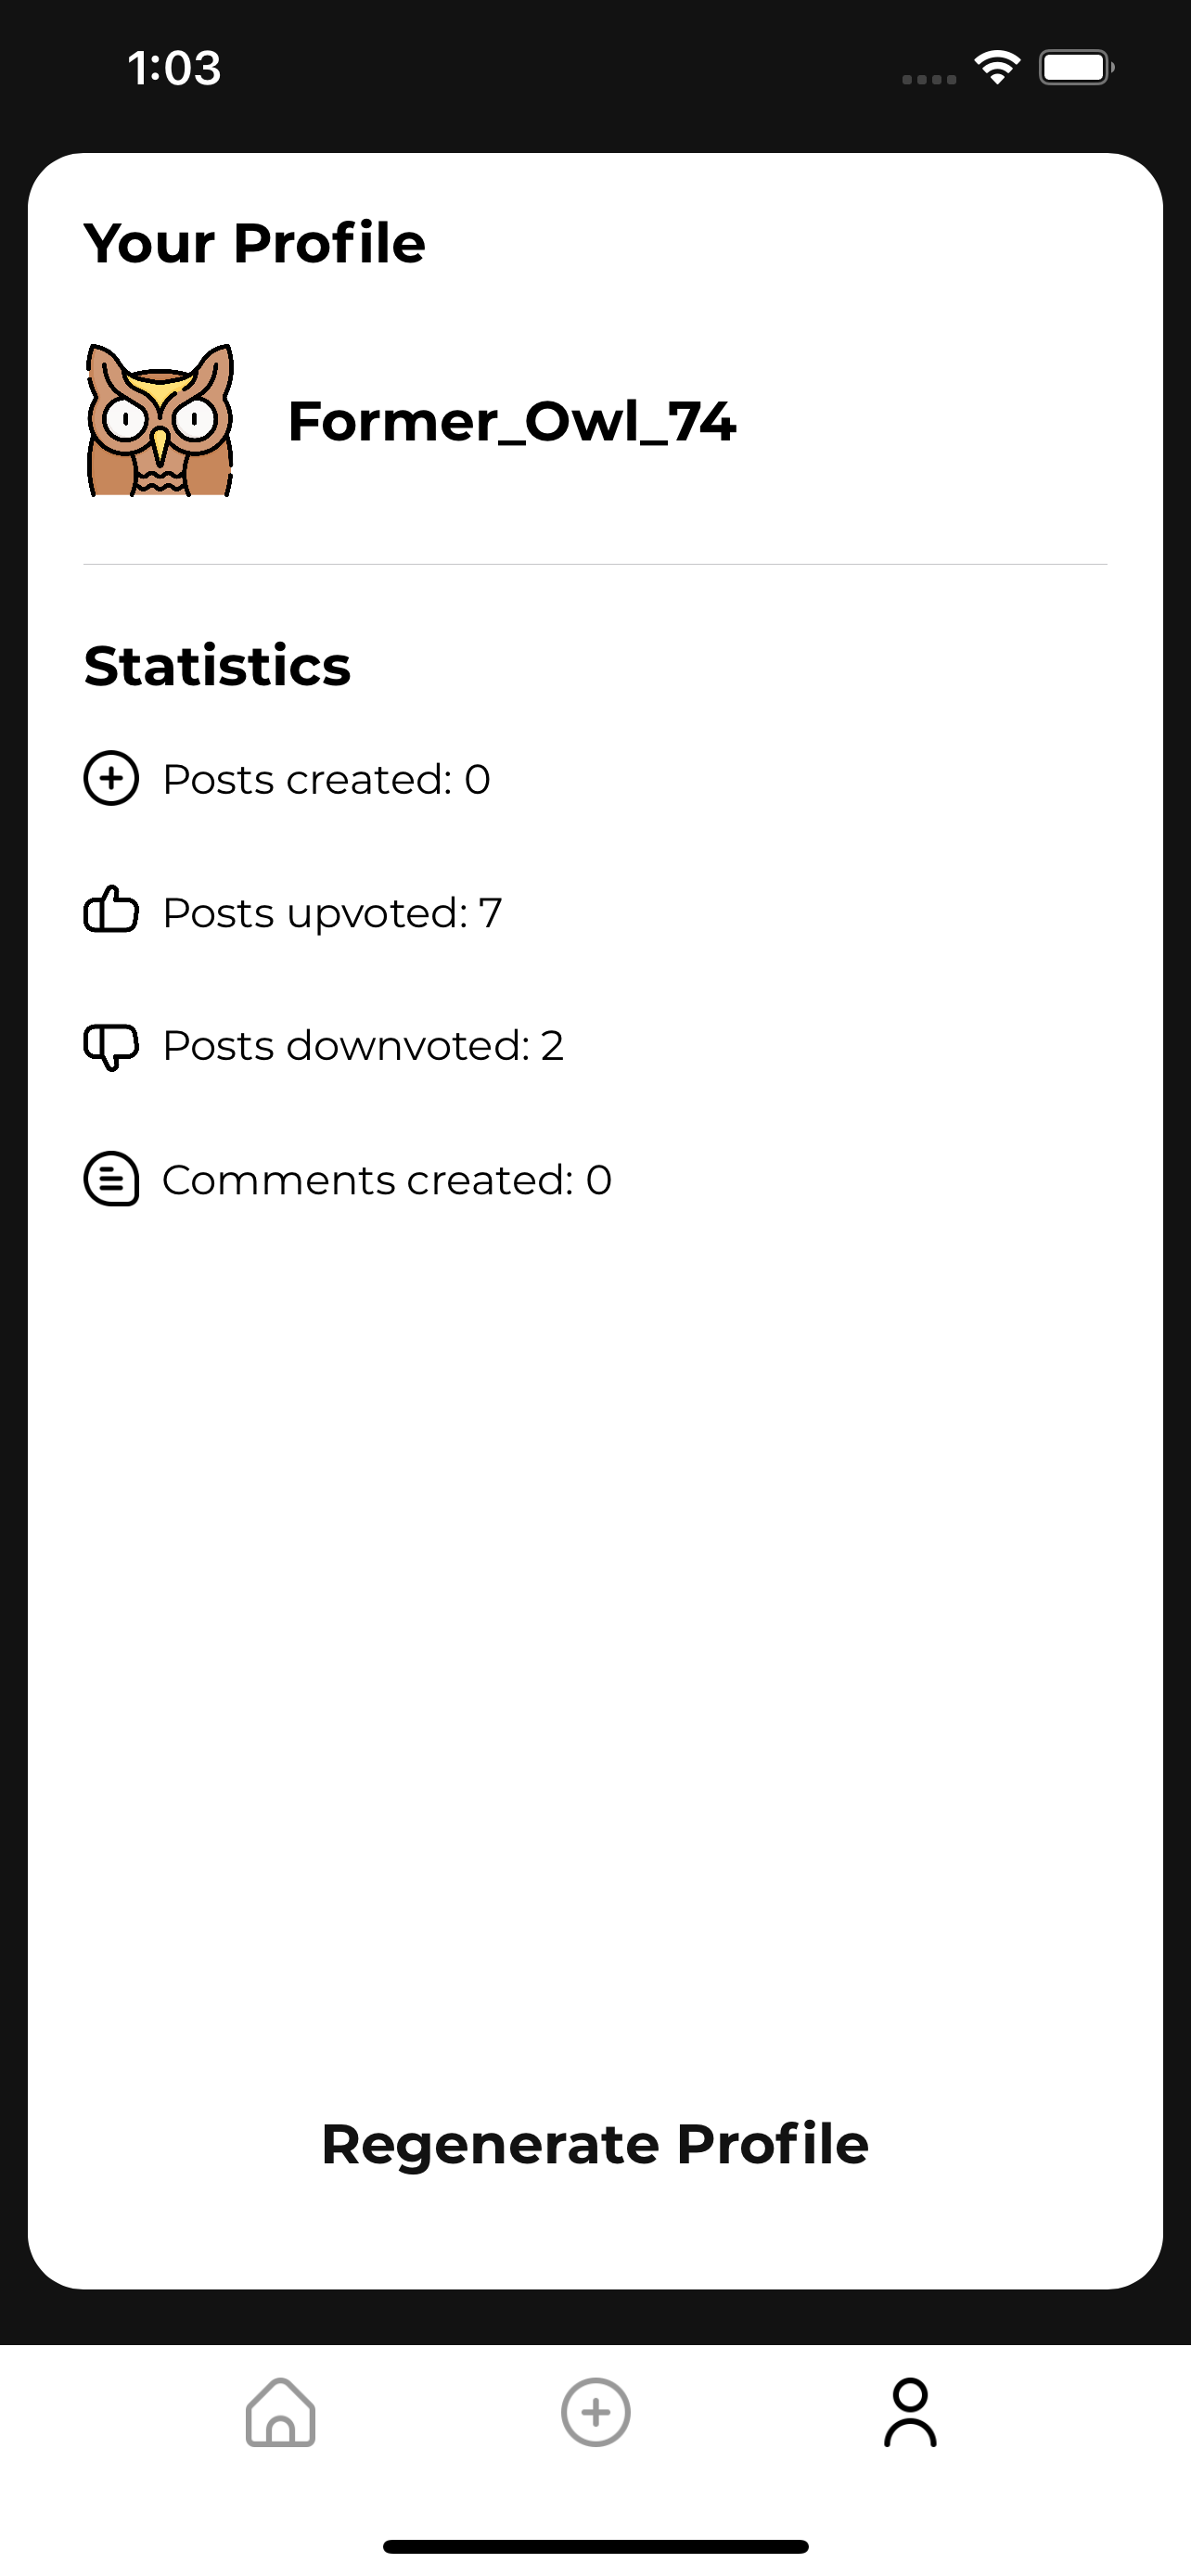 1:03
Your Profile
Former_Owl_74
Statistics
Posts created: 0
Posts upvoted: 7
Posts downvoted: 2
Comments created: 0
Regenerate Profile